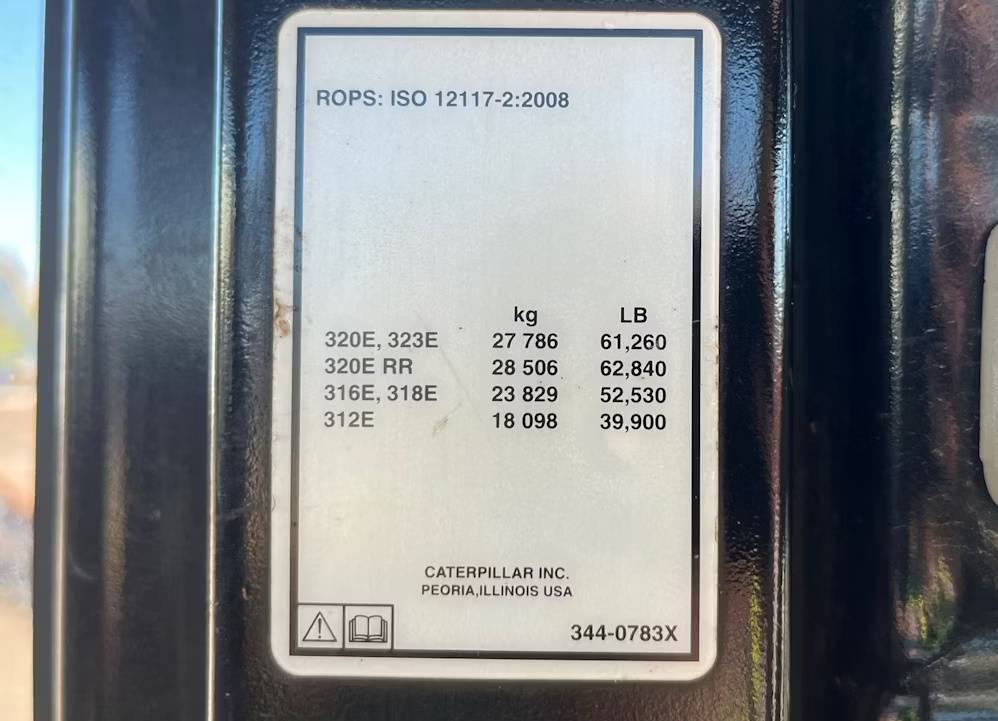 ROPS: ISO 12117-2:2008
kg LB
320E, 323E 27 786 61,260
320E RR 28 506 62,840
316E, 318E 23 829 52,530
312E 18 098 39,900
CATERPILLAR INC.
PEORIA,ILLINOIS USA
344-0783X